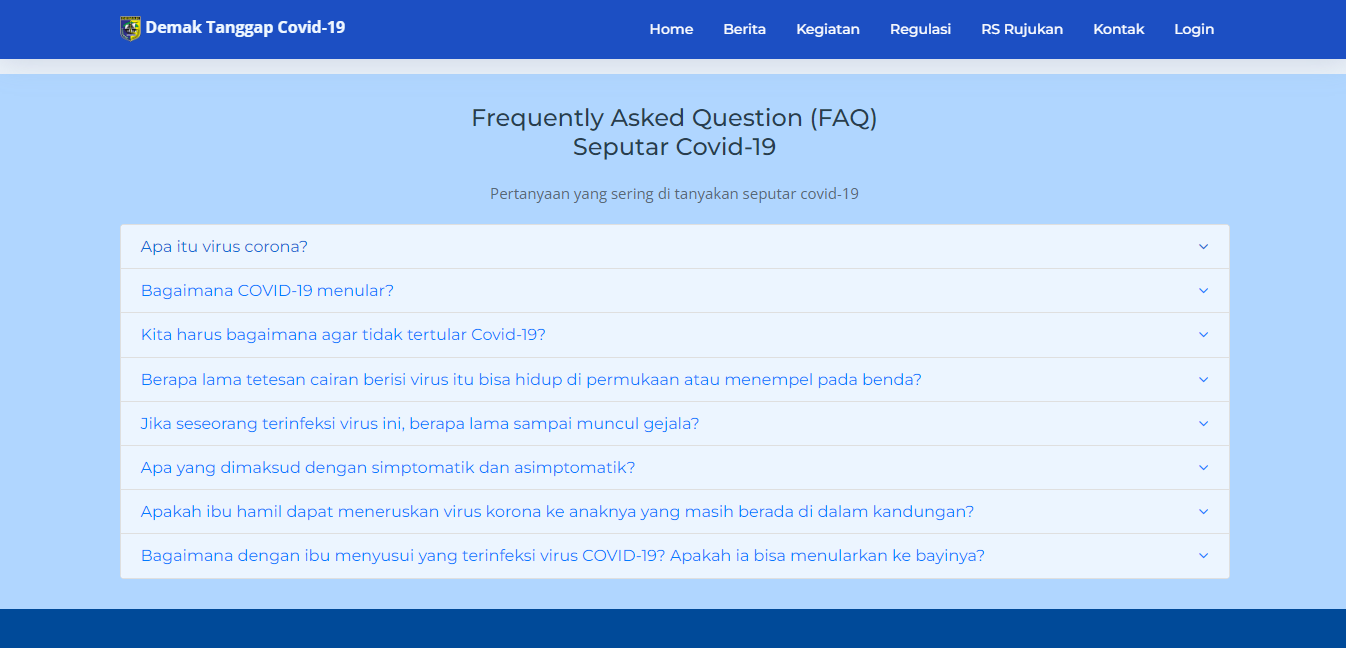 Demak Tanggap Covid-19
Home Berita Kegiatan Regulasi RS Rujukan Kontak Login
Frequently Asked Question (FAQ)
Seputar Covid-19
Pertanyaan yang sering di tanyakan seputar covid-19
Apa itu virus corona?
Bagaimana COVID-19 menular?
Kita harus bagaimana agar tidak tertular Covid-19?
Berapa lama tetesan cairan berisi virus itu bisa hidup di permukaan atau menempel pada benda?
Jika seseorang terinfeksi virus ini, berapa lama sampai muncul gejala?
Apa yang dimaksud dengan simptomatik dan asimptomatik?
Apakah ibu hamil dapat meneruskan virus korona ke anaknya yang masih berada di dalam kandungan?
Bagaimana dengan ibu menyusui yang terinfeksi virus COVID-19? Apakah ia bisa menularkan ke bayinya?